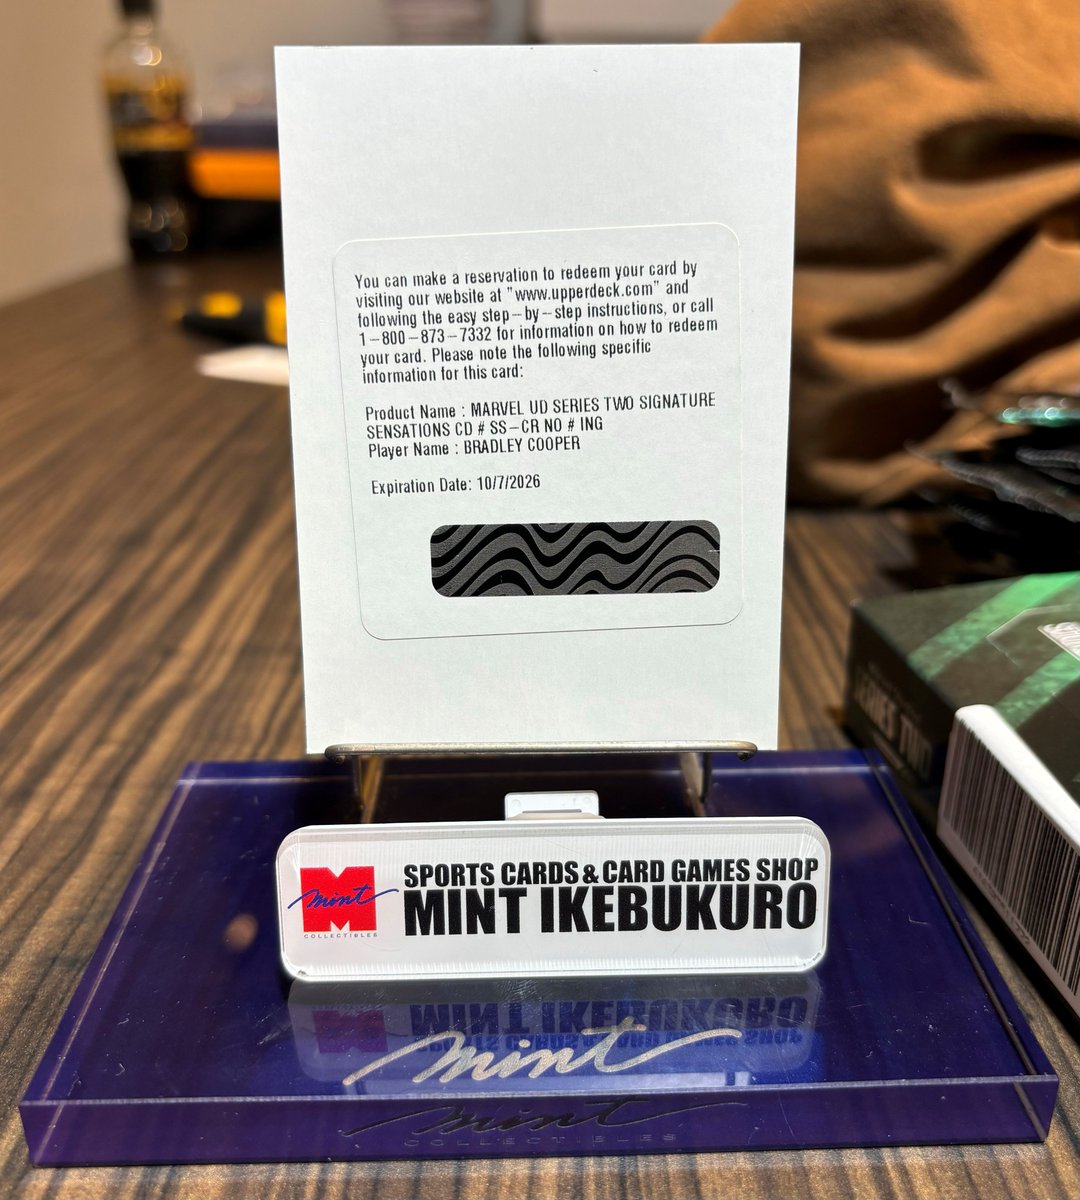 You can make a reservation to redeem your card by
visiting our website at "www.upperdeck.com" and
following the easy step-by-step instructions, or call
1-800-873-7332 for information on how to redeem
your card. Please note the following specific
information for this card:
Product Name : MARVEL UD SERIES TWO SIGNATURE
SENSATIONS CD # SS-CR NO # ING
Player Name : BRADLEY COOPER
Expiration Date: 10/7/2026
SERIES TWO
mint
COLLECTIBLES
SPORTS CARDS & CARD GAMES SHOP
MINT IKEBUKURO
mint
COLLECTIBLES